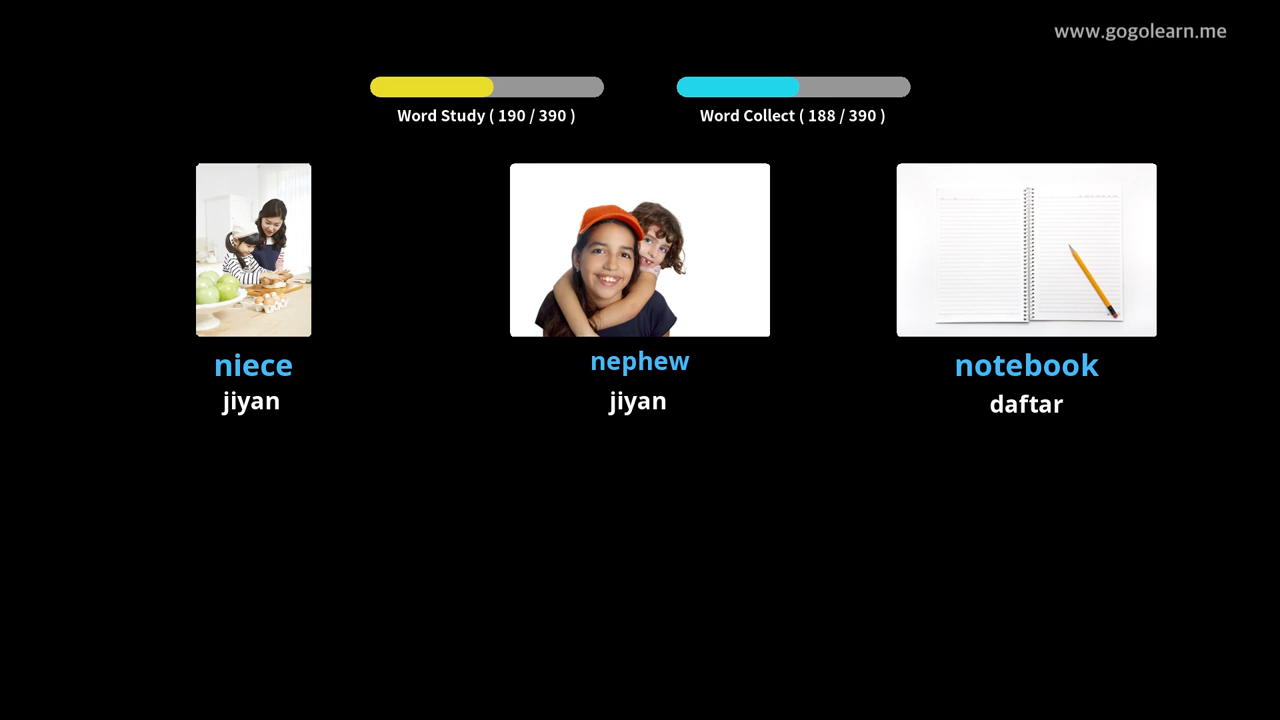 www.gogolearn.me
Word Study ( 190 / 390 )
Word Collect ( 188 / 390 )
niece
jiyan
nephew
jiyan
notebook
daftar